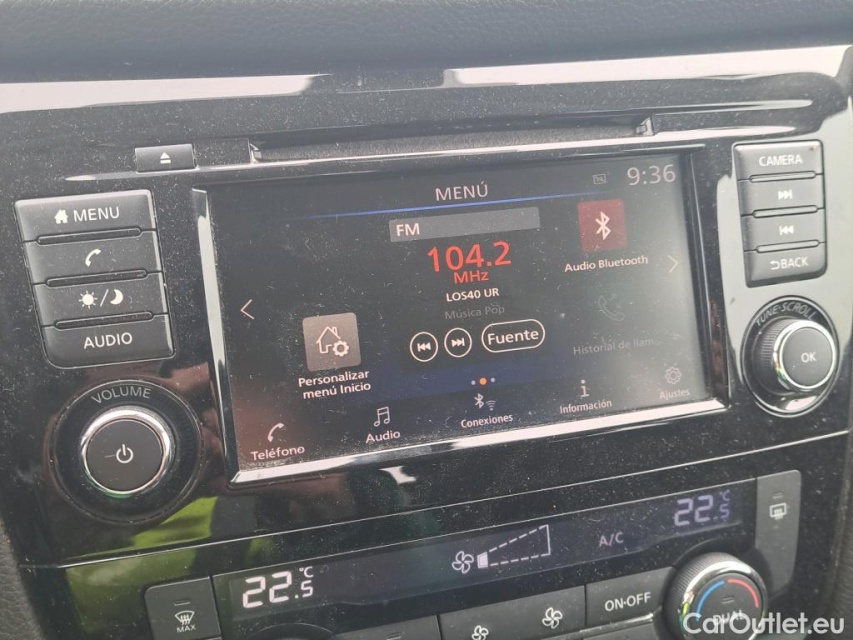 MENÚ
9:36
CAMERA
MENU
FM
104.2
MHz
LOS40 UR
Música Pop
Audio Bluetooth
BACK
AUDIO
Fuente
Historial de llam...
Personalizar
menú Inicio
TUNE·SCROLL
OK
VOLUME
Teléfono
Audio
Conexiones
Información
Ajustes
22.5°C
A/C
22.5°C
MAX
ON·OFF
DUAL
CarOutlet.eu